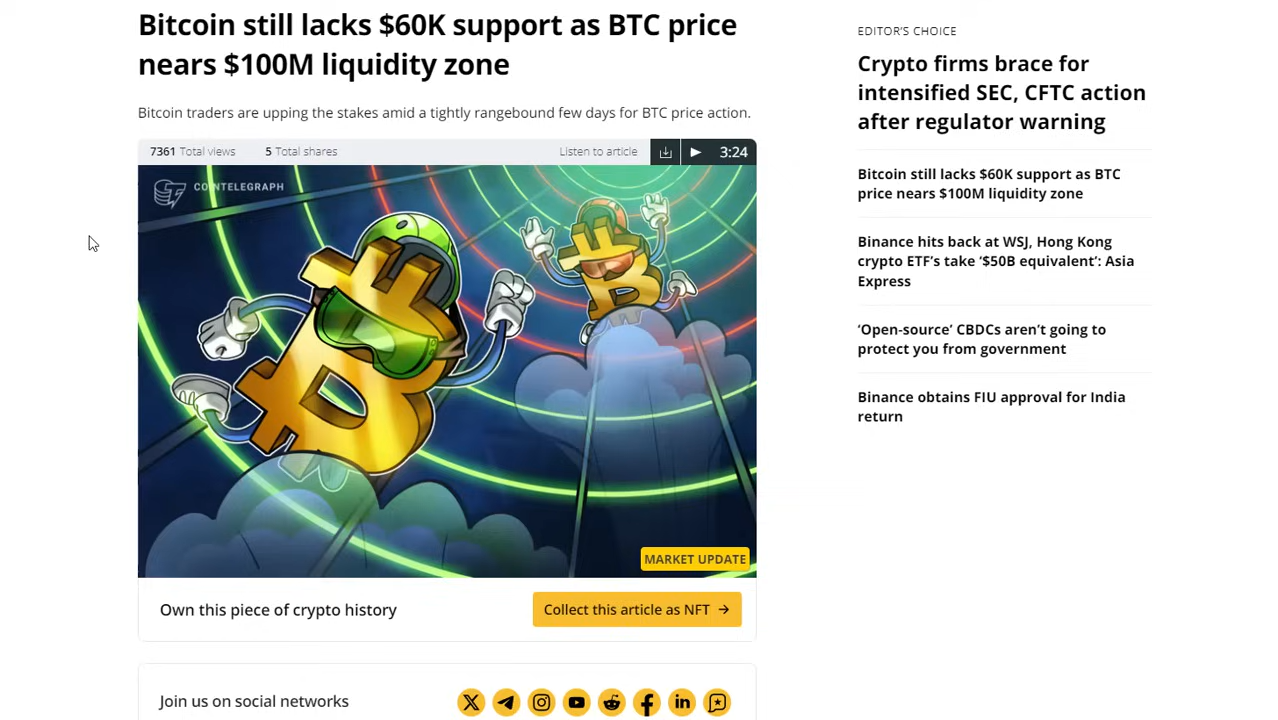 Bitcoin still lacks $60K support as BTC price
nears $100M liquidity zone
Bitcoin traders are upping the stakes amid a tightly rangebound few days for BTC price action.
7361 Total views 5 Total shares Listen to article 3:24
COINTELEGRAPH
MARKET UPDATE
Own this piece of crypto history Collect this article as NFT →
Join us on social networks
EDITOR'S CHOICE
Crypto firms brace for
intensified SEC, CFTC action
after regulator warning
Bitcoin still lacks $60K support as BTC
price nears $100M liquidity zone
Binance hits back at WSJ, Hong Kong
crypto ETF's take '$50B equivalent': Asia
Express
‘Open-source’ CBDCs aren't going to
protect you from government
Binance obtains FIU approval for India
return